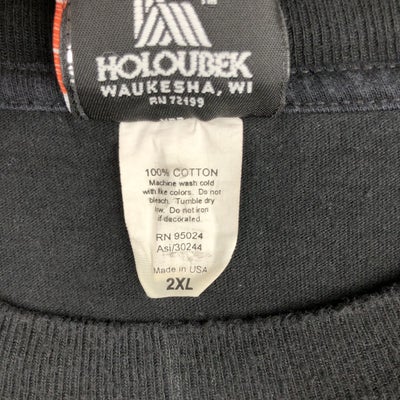 TM
HOLOUBEK
WAUKESHA, WI
RN 72199
100% COTTON
Machine wash cold
with like colors. Do not
bleach. Tumble dry
low. Do not iron
if decorated.
RN 95024
Asi/30244
Made in USA
2XL